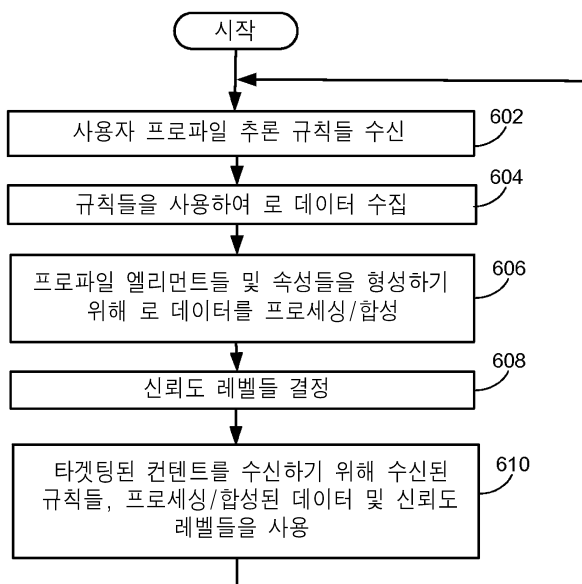 시작
사용자 프로파일 추론 규칙들 수신
602
규칙들을 사용하여 로 데이터 수집
604
프로파일 엘리먼트들 및 속성들을 형성하기
위해 로 데이터를 프로세싱/합성
606
신뢰도 레벨들 결정
608
타겟팅된 컨텐트를 수신하기 위해 수신된
규칙들, 프로세싱/합성된 데이터 및 신뢰도
레벨들을 사용
610